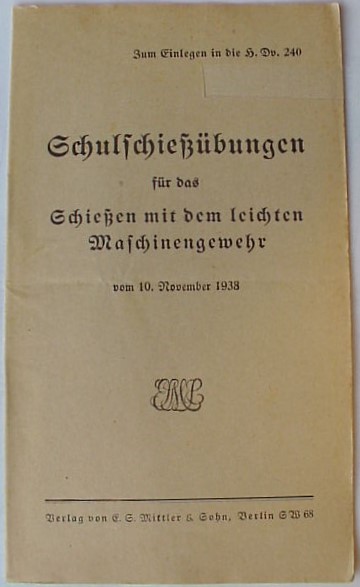 Zum Einlegen in die H. Dv. 240
Schulschießübungen
für das
Schießen mit dem leichten
Maschinengewehr
vom 10. November 1938
Verlag von E. S. Mittler & Sohn, Berlin SW 68